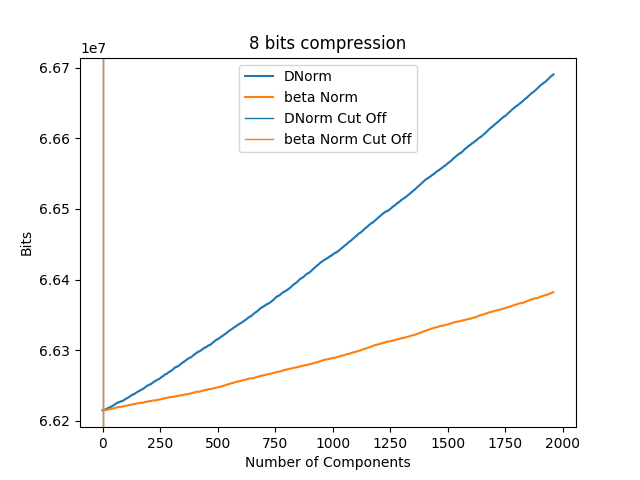 8 bits compression
1e7
6.67
6.66
6.65
6.64
6.63
6.62
Bits
DNorm
beta Norm
DNorm Cut Off
beta Norm Cut Off
0 250 500 750 1000 1250 1500 1750 2000
Number of Components